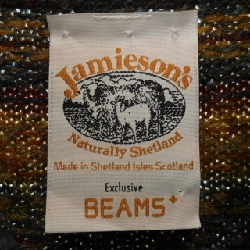 Jamieson's
Naturally Shetland
Made in Shetland Isles Scotland
Exclusive
BEAMS+